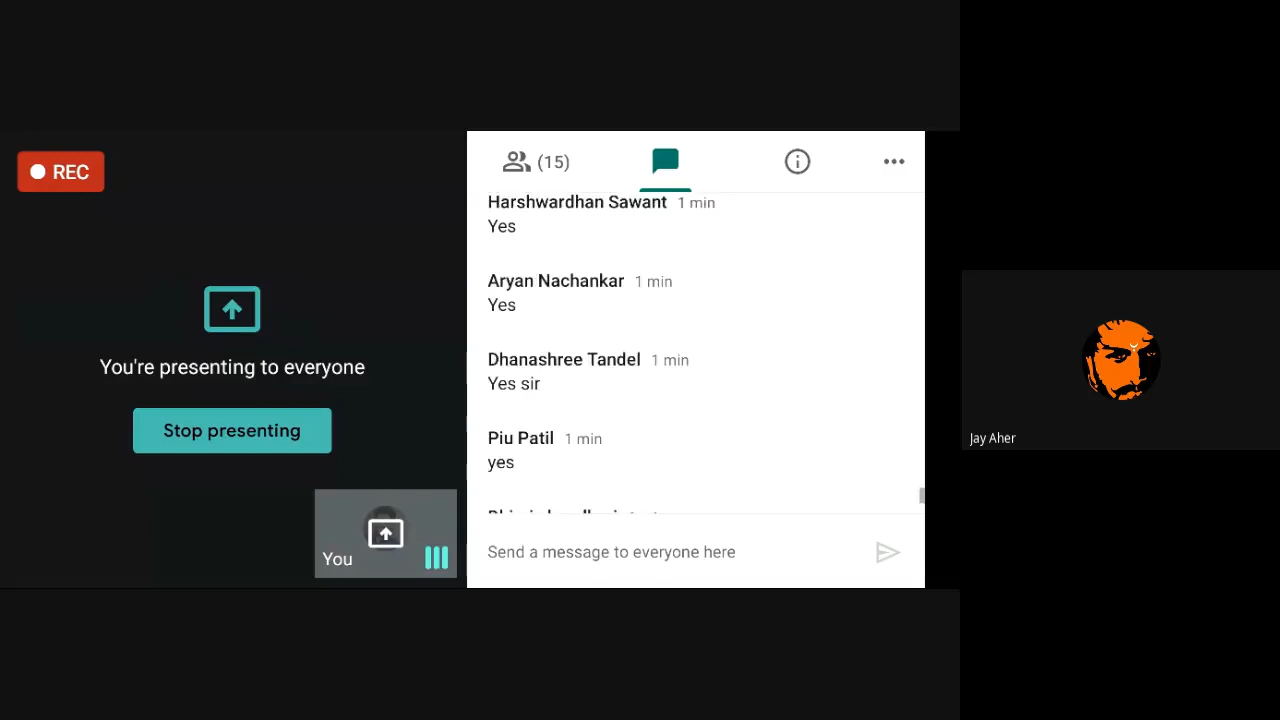 REC
You're presenting to everyone
Stop presenting
You
(15)
Harshwardhan Sawant 1 min
Yes
Aryan Nachankar 1 min
Yes
Dhanashree Tandel 1 min
Yes sir
Piu Patil 1 min
yes
Send a message to everyone here
Jay Aher